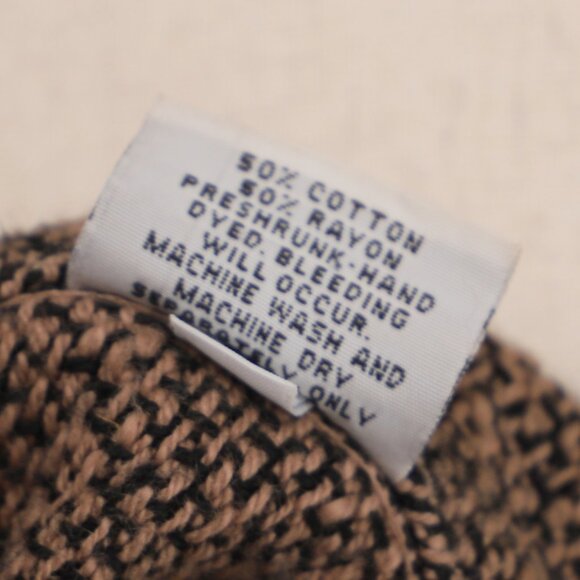 50% COTTON
50% RAYON
PRESHRUNK-HAND
DYED. BLEEDING
WILL OCCUR.
MACHINE WASH AND
MACHINE DRY
SEPARATELY ONLY